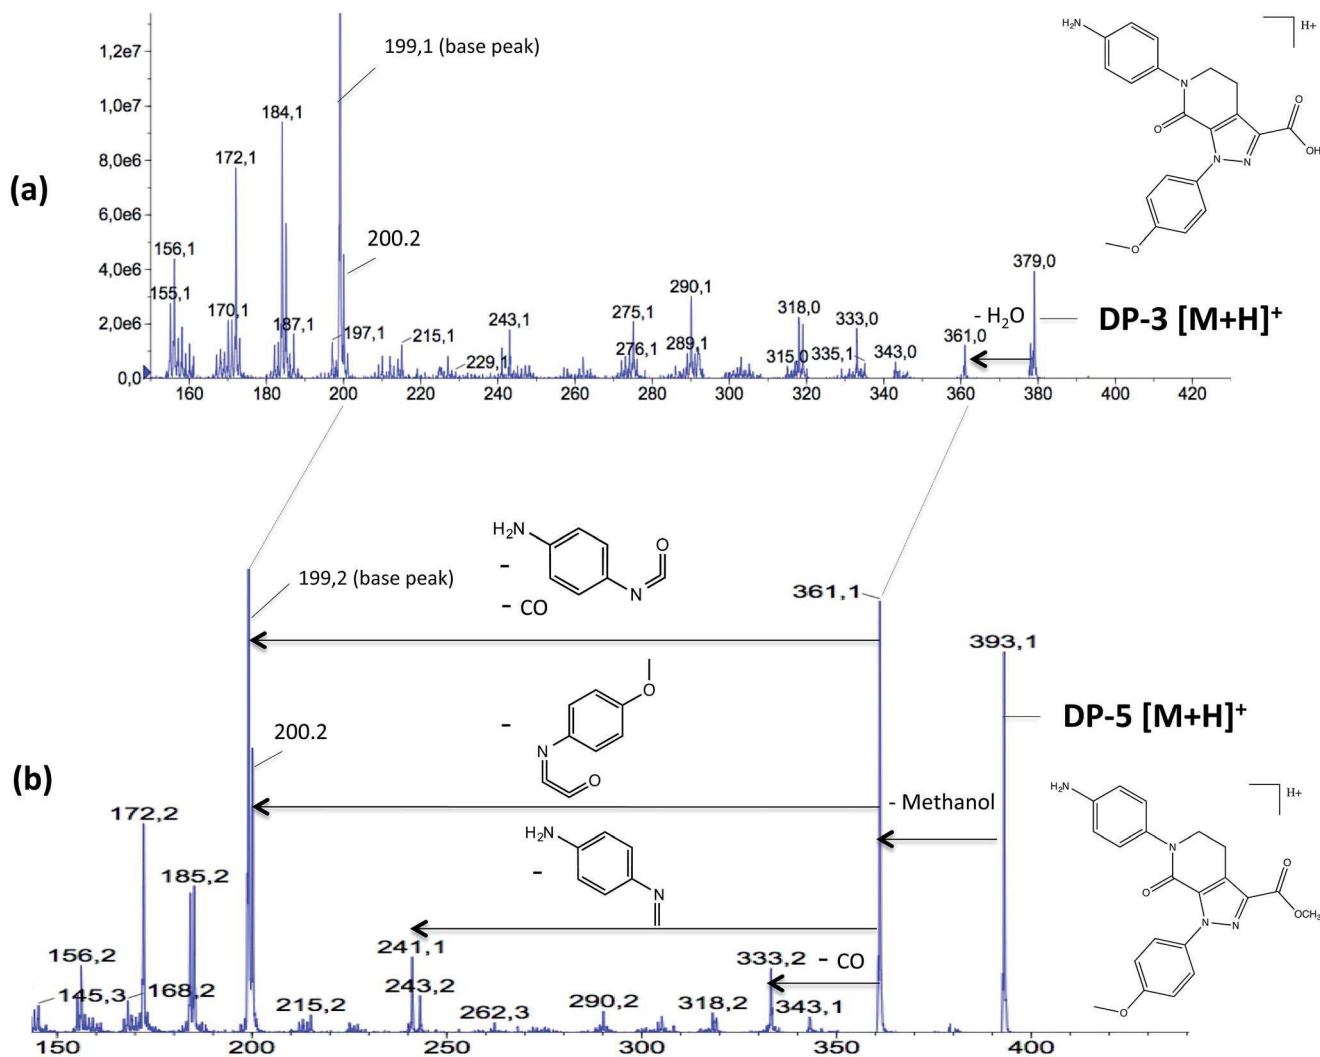 (a)
1,2e7
1,0e7
8,0e6
6,0e6
4,0e6
2,0e6
0,0
199,1 (base peak)
184,1
172,1
200.2
156,1
155,1
170,1
187,1
197,1
215,1
229,1
243,1
275,1
276,1
290,1
289,1
318,0
315,0
333,0
335,1
343,0
361,0
379,0
- H₂O
DP-3 [M+H]⁺
160 180 200 220 240 260 280 300 320 340 360 380 400 420
H₂N
H+
N
O
O
OH
N
N
O
(b)
199,2 (base peak)
H₂N
O
N
-
- CO
361,1
393,1
DP-5 [M+H]⁺
O
-
N
O
200.2
- Methanol
H₂N
-
N
172,2
185,2
156,2
145,3
168,2
215,2
241,1
243,2
262,3
290,2
318,2
333,2
- CO
343,1
H₂N
H+
N
O
O
OCH₃
N
N
O
150 200 250 300 350 400